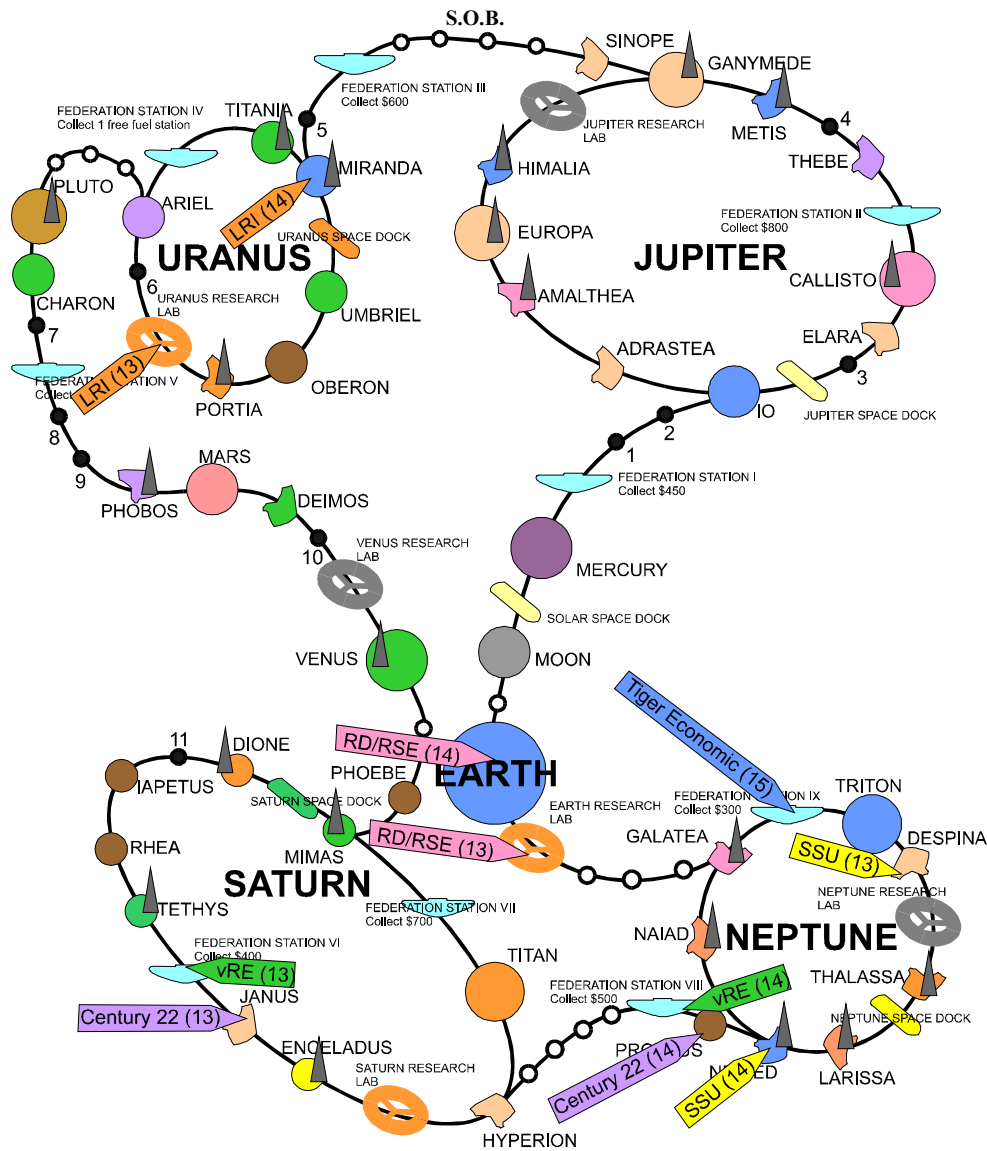 S.O.B.
SINOPE
GANYMEDE
FEDERATION STATION III
Collect $600
FEDERATION STATION IV
Collect 1 free fuel station
TITANIA
5
JUPITER RESEARCH
LAB
METIS
4
THEBE
MIRANDA
HIMALIA
PLUTO
ARIEL
LRI (14)
URANUS SPACE DOCK
FEDERATION STATION II
Collect $800
EUROPA
URANUS
JUPITER
CALLISTO
6
CHARON
URANUS RESEARCH
LAB
AMALTHEA
UMBRIEL
7
ADRASTEA
ELARA
3
LRI (13)
OBERON
PORTIA
IO
JUPITER SPACE DOCK
8
2
1
9
MARS
FEDERATION STATION I
Collect $450
PHOBOS
DEIMOS
10
VENUS RESEARCH
LAB
MERCURY
SOLAR SPACE DOCK
VENUS
MOON
Tiger Economic (15)
RD/RSE (14)
EARTH
11
DIONE
PHOEBE
IAPETUS
SATURN SPACE DOCK
EARTH RESEARCH
LAB
Collect $300
TRITON
RD/RSE (13)
GALATEA
DESPINA
SSU (13)
RHEA
MIMAS
SATURN
NEPTUNE RESEARCH
LAB
TETHYS
FEDERATION STATION VII
Collect $700
NAIAD
NEPTUNE
FEDERATION STATION VI
Collect $400
vRE (13)
TITAN
THALASSA
FEDERATION STATION VIII
Collect $500
vRE (14)
JANUS
Century 22 (13)
NEPTUNE SPACE DOCK
ENCELADUS
SATURN RESEARCH
LAB
LARISSA
Century 22 (14)
SSU (14)
HYPERION